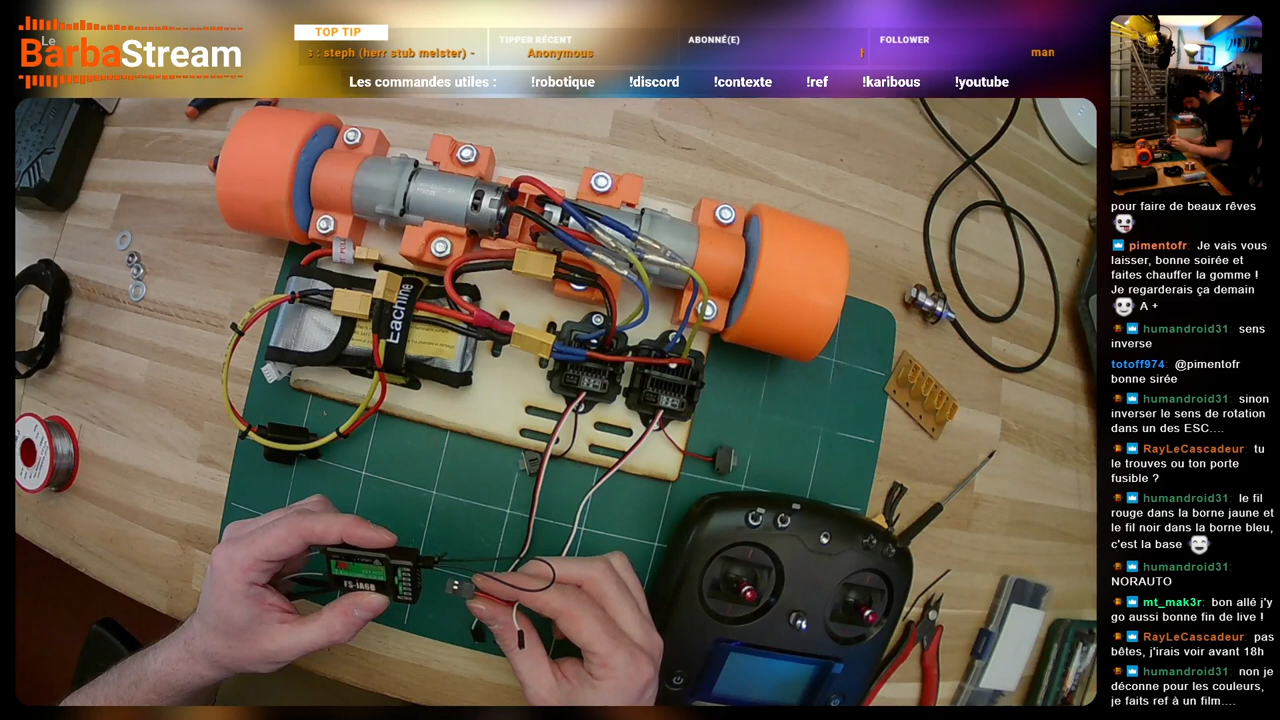 Le
BarbaStream
TOP TIP
s : steph (herr stub meister) -
TIPPER RÉCENT
Anonymous
ABONNÉ(E)
FOLLOWER
man
Les commandes utiles : !robotique !discord !contexte !ref !karibous !youtube
Eachine
FS-iA6B
pour faire de beaux rêves
pimentofr: Je vais vous
laisser, bonne soirée et
faites chauffer la gomme !
Je regarderais ça demain
A +
humandroid31: sens
inverse
totoff974: @pimentofr
bonne sirée
humandroid31: sinon
inverser le sens de rotation
dans un des ESC....
RayLeCascadeur: tu
le trouves ou ton porte
fusible ?
humandroid31: le fil
rouge dans la borne jaune et
le fil noir dans la borne bleu,
c'est la base
humandroid31:
NORAUTO
mt_mak3r: bon allé j'y
go aussi bonne fin de live !
RayLeCascadeur: pas
bêtes, j'irais voir avant 18h
humandroid31: non je
déconne pour les couleurs,
je faits ref à un film....